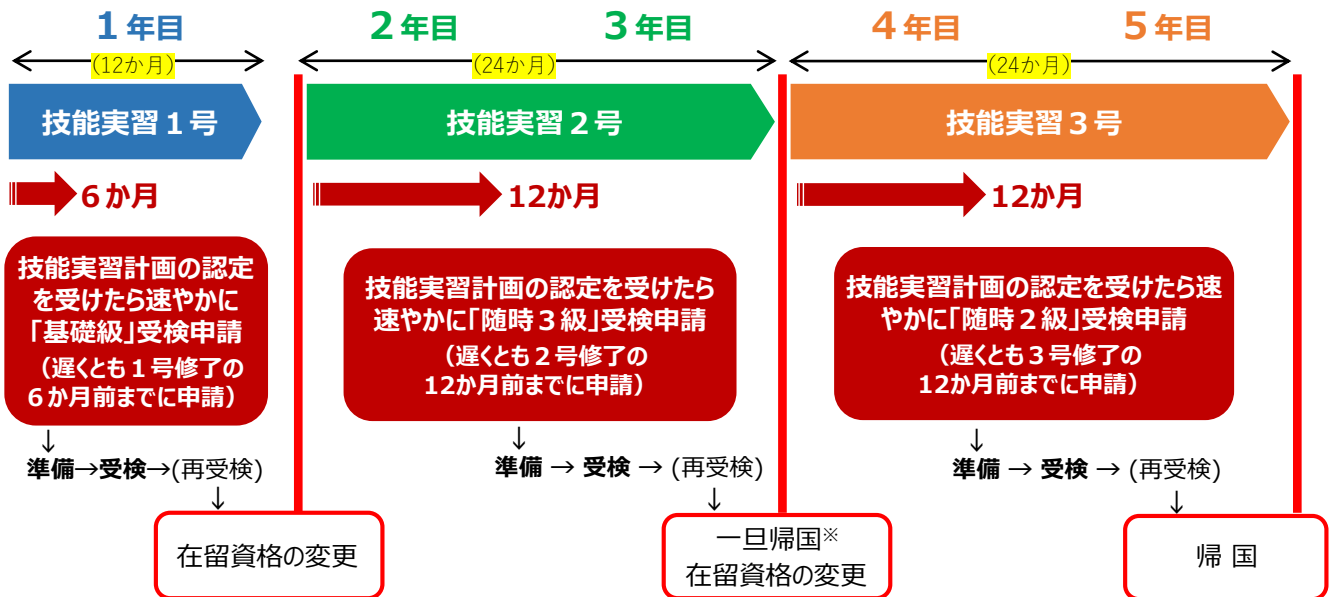 1年目
2年目
3年目
4年目
5年目
(12か月)
(24か月)
(24か月)
技能実習1号
技能実習2号
技能実習3号
6か月
12か月
12か月
技能実習計画の認定
を受けたら速やかに
「基礎級」受検申請
(遅くとも1号修了の
6か月前までに申請)
技能実習計画の認定を受けたら
速やかに「随時3級」受検申請
(遅くとも2号修了の
12か月前までに申請)
技能実習計画の認定を受けたら速
やかに「随時2級」受検申請
(遅くとも3号修了の
12か月前までに申請)
↓
準備→受検→(再受検)
↓
↓
準備 → 受検 → (再受検)
↓
↓
準備 → 受検 → (再受検)
↓
在留資格の変更
一旦帰国※
在留資格の変更
帰 国